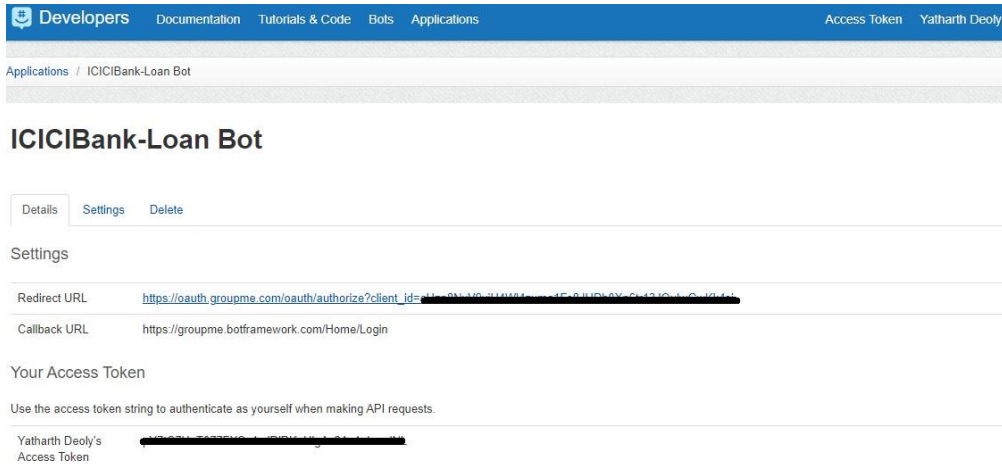 Developers Documentation Tutorials & Code Bots Applications Access Token Yatharth Deoly
Applications / ICICIBank-Loan Bot
ICICIBank-Loan Bot
Details Settings Delete
Settings
Redirect URL https://oauth.groupme.com/oauth/authorize?client_id=
Callback URL https://groupme.botframework.com/Home/Login
Your Access Token
Use the access token string to authenticate as yourself when making API requests.
Yatharth Deoly's
Access Token